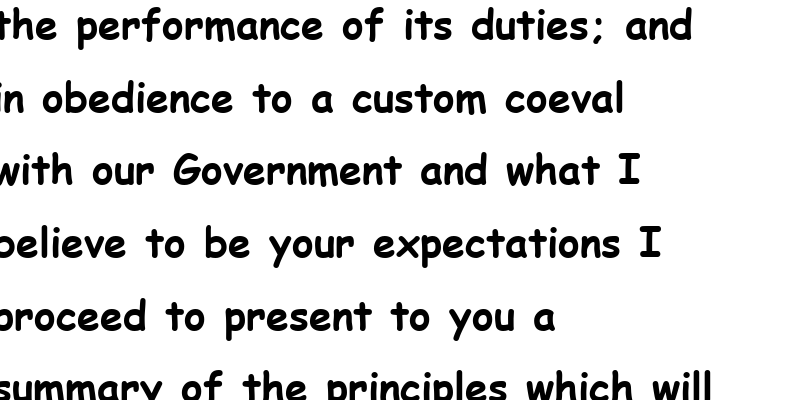 the performance of its duties; and
in obedience to a custom coeval
with our Government and what I
believe to be your expectations I
proceed to present to you a
summary of the principles which will